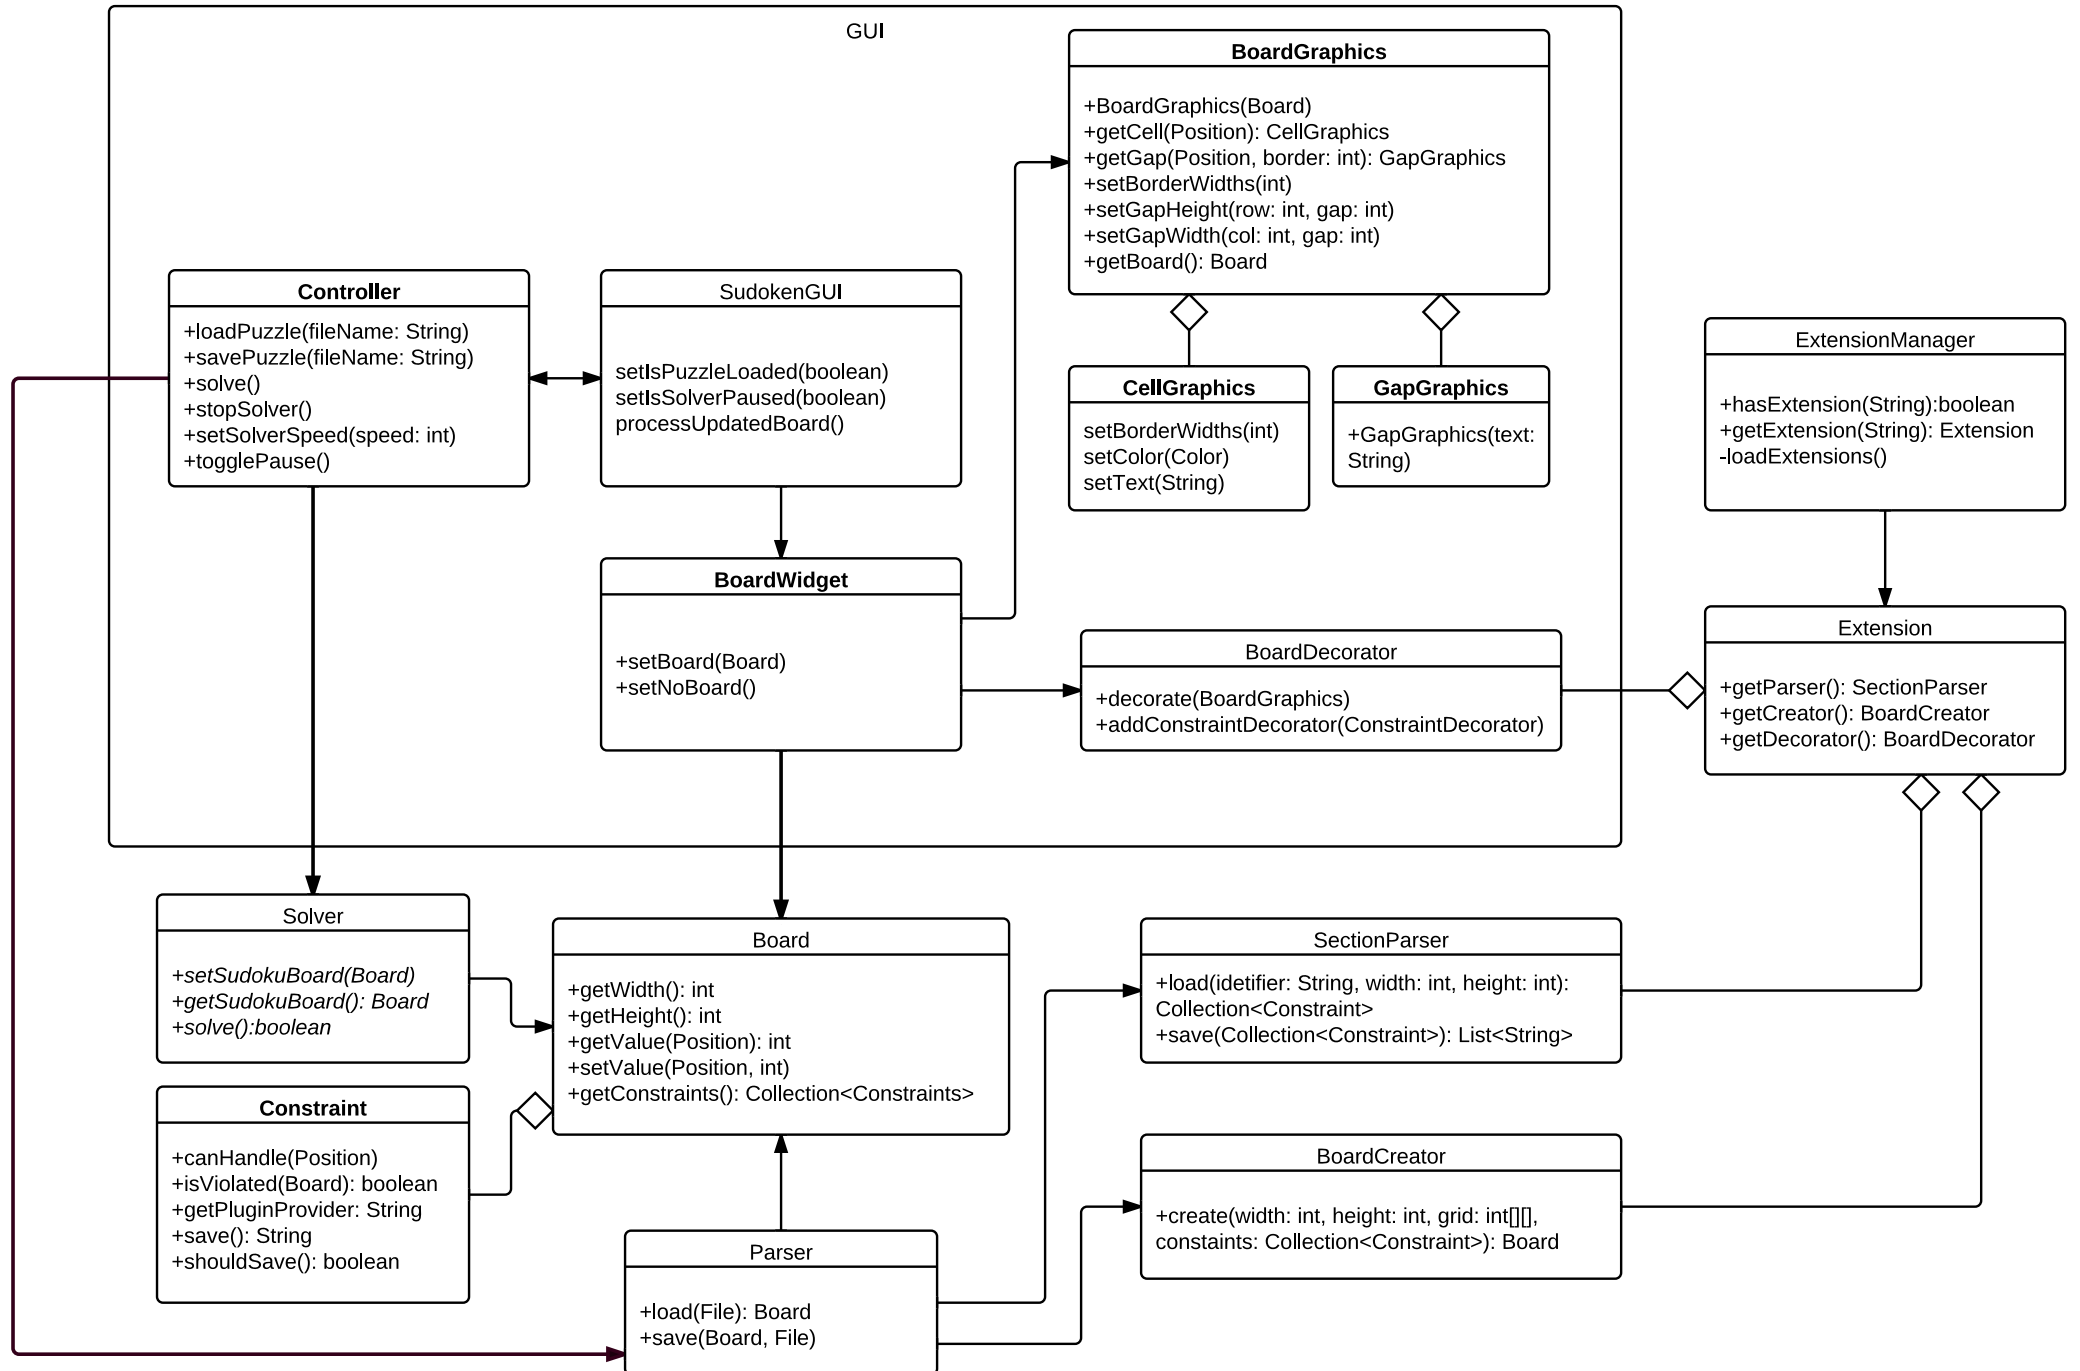 GUI
BoardGraphics
+BoardGraphics(Board)
+getCell(Position): CellGraphics
+getGap(Position, border: int): GapGraphics
+setBorderWidths(int)
+setGapHeight(row: int, gap: int)
+setGapWidth(col: int, gap: int)
+getBoard(): Board
Controller
+loadPuzzle(fileName: String)
+savePuzzle(fileName: String)
+solve()
+stopSolver()
+setSolverSpeed(speed: int)
+togglePause()
SudokenGUI
setIsPuzzleLoaded(boolean)
setIsSolverPaused(boolean)
processUpdatedBoard()
CellGraphics
setBorderWidths(int)
setColor(Color)
setText(String)
GapGraphics
+GapGraphics(text:
String)
ExtensionManager
+hasExtension(String):boolean
+getExtension(String): Extension
-loadExtensions()
BoardWidget
+setBoard(Board)
+setNoBoard()
BoardDecorator
+decorate(BoardGraphics)
+addConstraintDecorator(ConstraintDecorator)
Extension
+getParser(): SectionParser
+getCreator(): BoardCreator
+getDecorator(): BoardDecorator
Solver
+setSudokuBoard(Board)
+getSudokuBoard(): Board
+solve():boolean
Board
+getWidth(): int
+getHeight(): int
+getValue(Position): int
+setValue(Position, int)
+getConstraints(): Collection<Constraints>
SectionParser
+load(idetifier: String, width: int, height: int):
Collection<Constraint>
+save(Collection<Constraint>): List<String>
Constraint
+canHandle(Position)
+isViolated(Board): boolean
+getPluginProvider: String
+save(): String
+shouldSave(): boolean
BoardCreator
+create(width: int, height: int, grid: int[][],
constaints: Collection<Constraint>): Board
Parser
+load(File): Board
+save(Board, File)